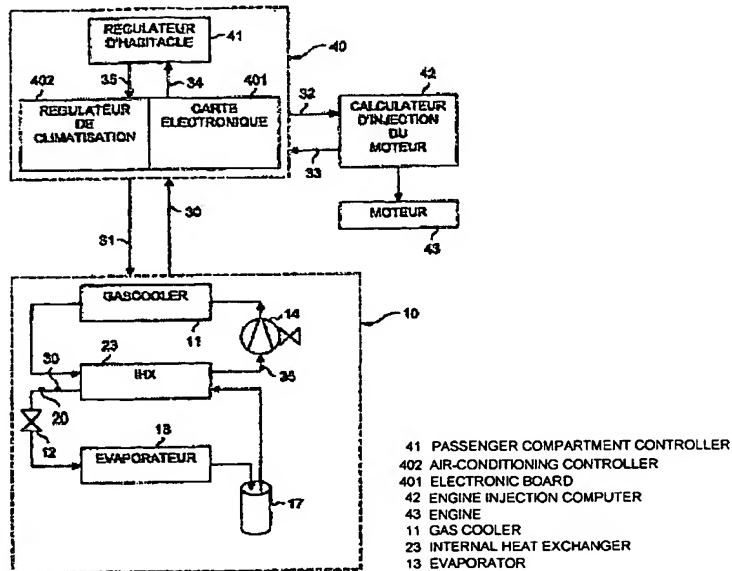 REGULATEUR
D'HABITACLE
41
40
402
35
34
401
REGULATEUR
DE
CLIMATISATION
CARTE
ELECTRONIQUE
32
33
42
CALCULATEUR
D'INJECTION
DU
MOTEUR
MOTEUR
43
31
30
GASCOOLER
11
14
10
23
IHX
35
30
20
12
13
EVAPORATEUR
17
41 PASSENGER COMPARTMENT CONTROLLER
402 AIR-CONDITIONING CONTROLLER
401 ELECTRONIC BOARD
42 ENGINE INJECTION COMPUTER
43 ENGINE
11 GAS COOLER
23 INTERNAL HEAT EXCHANGER
13 EVAPORATOR